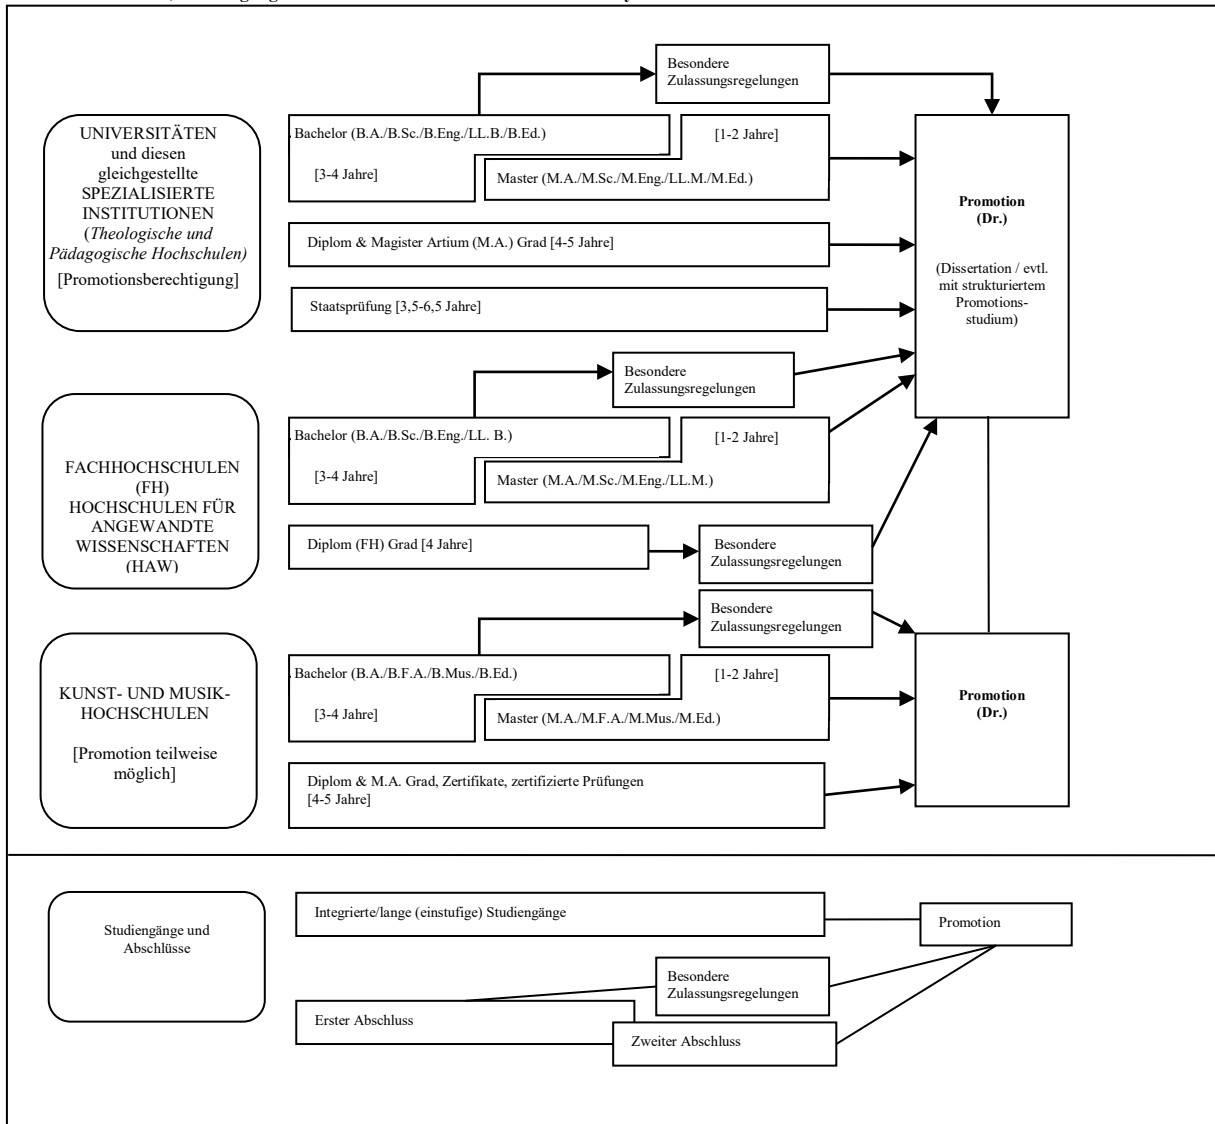 Besondere
Zulassungsregelungen
UNIVERSITÄTEN
und diesen
gleichgestellte
SPEZIALISIERTE
INSTITUTIONEN
(Theologische und
Pädagogische Hochschulen)
[Promotionsberechtigung]
Bachelor (B.A./B.Sc./B.Eng./LL.B./B.Ed.)
[3-4 Jahre]
[1-2 Jahre]
Master (M.A./M.Sc./M.Eng./LL.M./M.Ed.)
Diplom & Magister Artium (M.A.) Grad [4-5 Jahre]
Staatsprüfung [3,5-6,5 Jahre]
Promotion
(Dr.)
(Dissertation / evtl.
mit strukturiertem
Promotions-
studium)
Besondere
Zulassungsregelungen
FACHHOCHSCHULEN
(FH)
HOCHSCHULEN FÜR
ANGEWANDTE
WISSENSCHAFTEN
(HAW)
Bachelor (B.A./B.Sc./B.Eng./LL. B.)
[3-4 Jahre]
[1-2 Jahre]
Master (M.A./M.Sc./M.Eng./LL.M.)
Diplom (FH) Grad [4 Jahre]
Besondere
Zulassungsregelungen
Besondere
Zulassungsregelungen
KUNST- UND MUSIK-
HOCHSCHULEN
[Promotion teilweise
möglich]
Bachelor (B.A./B.F.A./B.Mus./B.Ed.)
[3-4 Jahre]
[1-2 Jahre]
Master (M.A./M.F.A./M.Mus./M.Ed.)
Diplom & M.A. Grad, Zertifikate, zertifizierte Prüfungen
[4-5 Jahre]
Promotion
(Dr.)
Studiengänge und
Abschlüsse
Integrierte/lange (einstufige) Studiengänge
Promotion
Besondere
Zulassungsregelungen
Erster Abschluss
Zweiter Abschluss